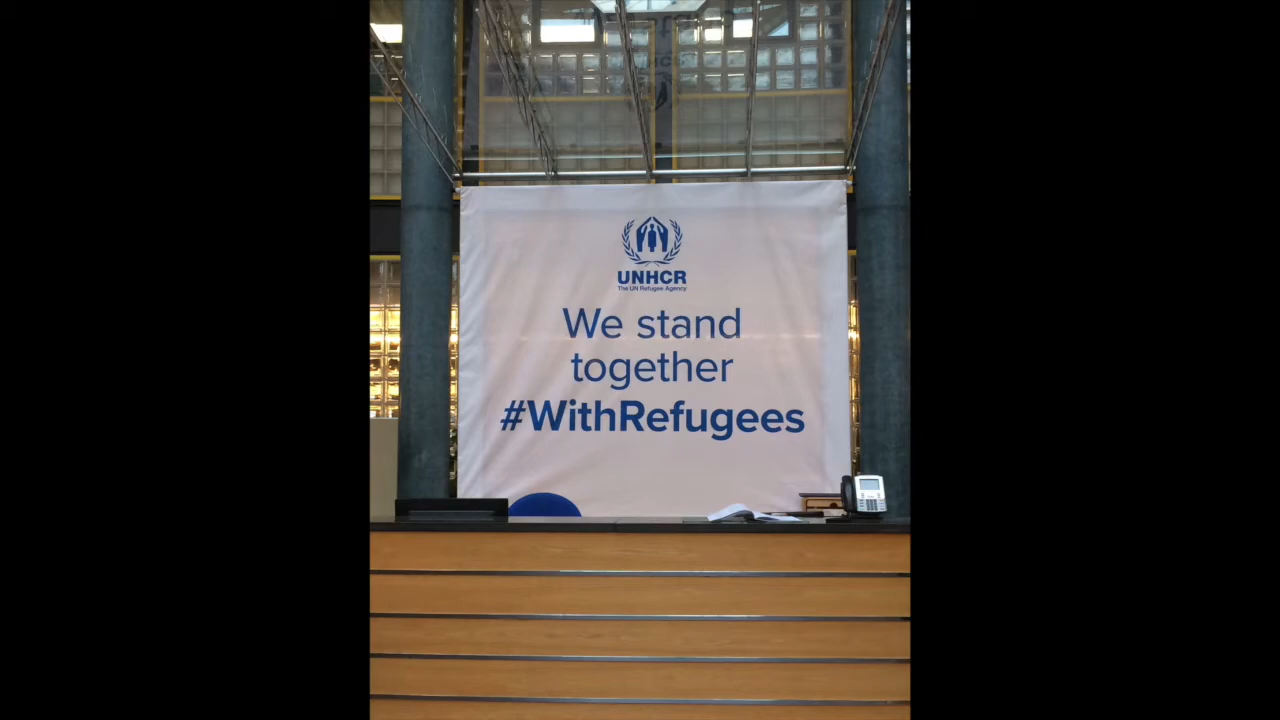 UNHCR
The UN Refugee Agency
We stand
together
#WithRefugees